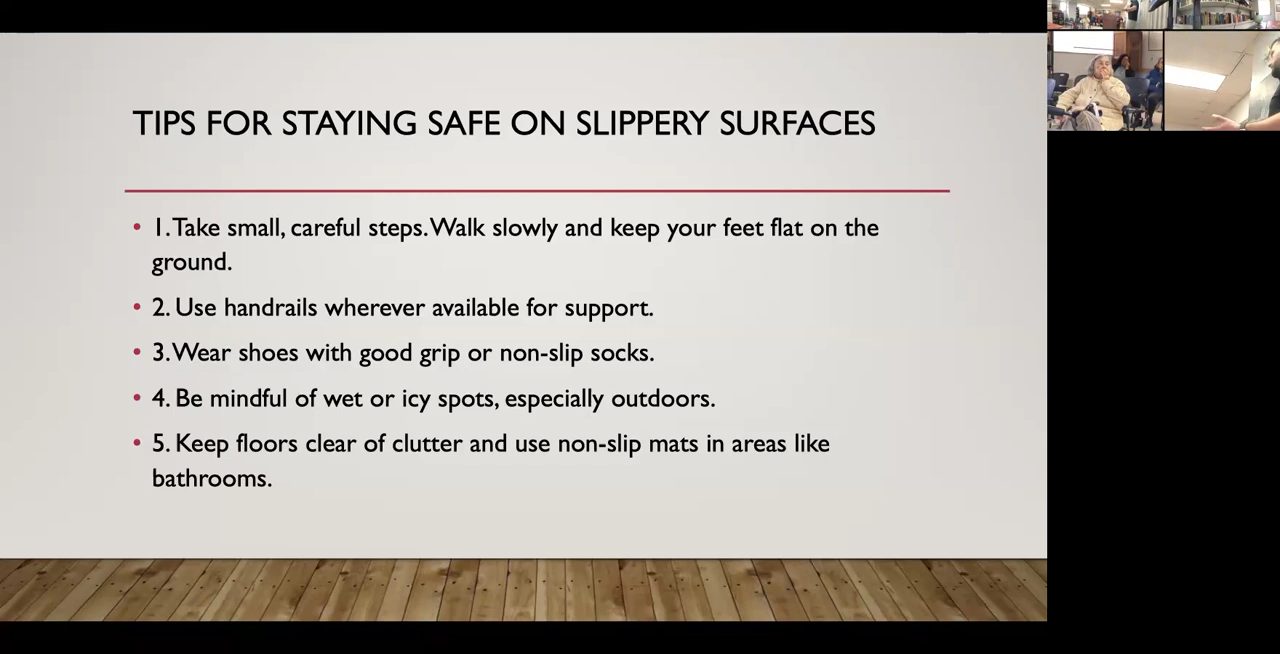 TIPS FOR STAYING SAFE ON SLIPPERY SURFACES
• 1. Take small, careful steps. Walk slowly and keep your feet flat on the
ground.
• 2. Use handrails wherever available for support.
• 3. Wear shoes with good grip or non-slip socks.
• 4. Be mindful of wet or icy spots, especially outdoors.
• 5. Keep floors clear of clutter and use non-slip mats in areas like
bathrooms.